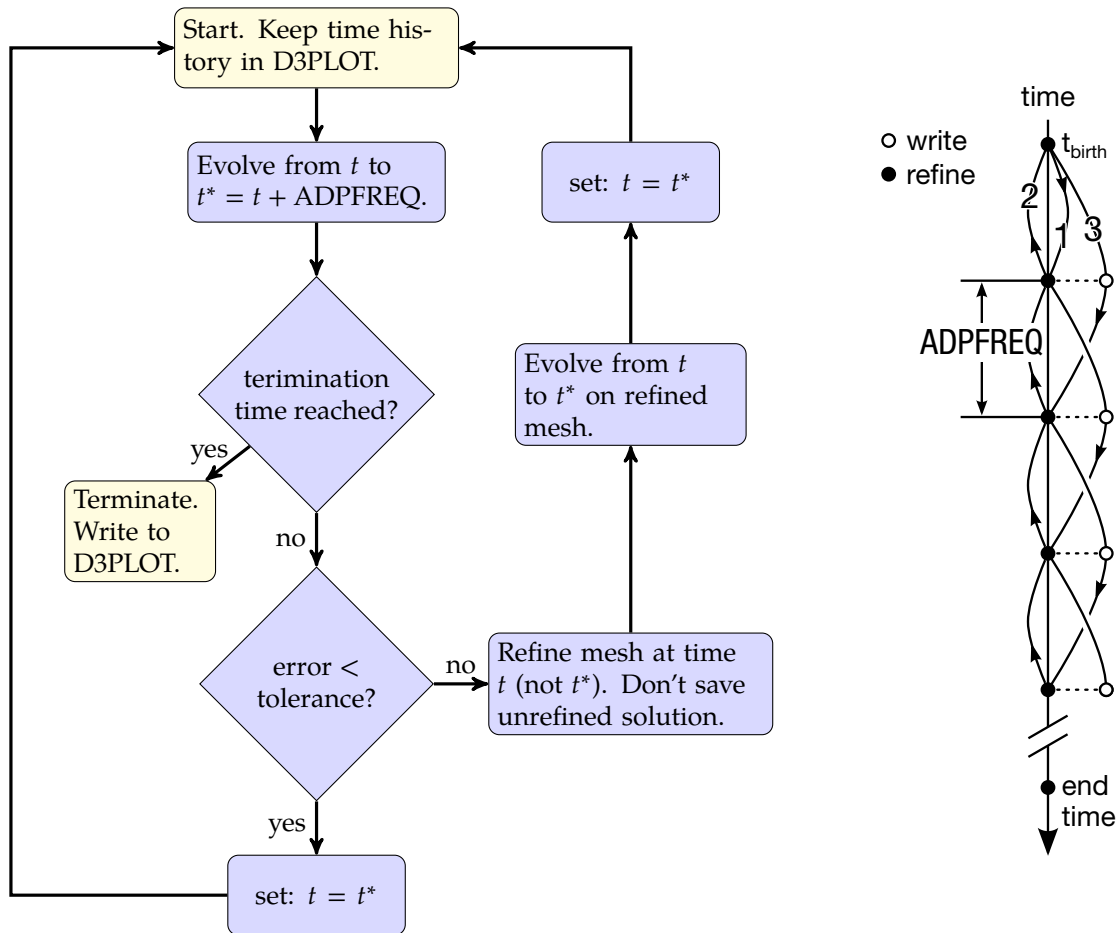 Start. Keep time his-
tory in D3PLOT.
Evolve from t to
t* = t + ADPFREQ.
set: t = t*
terimination
time reached?
Evolve from t
to t* on refined
mesh.
yes
Terminate.
Write to
D3PLOT.
no
error <
tolerance?
no
Refine mesh at time
t (not t*). Don't save
unrefined solution.
yes
set: t = t*
time
write
refine
t_birth
2
1
3
ADPFREQ
end
time